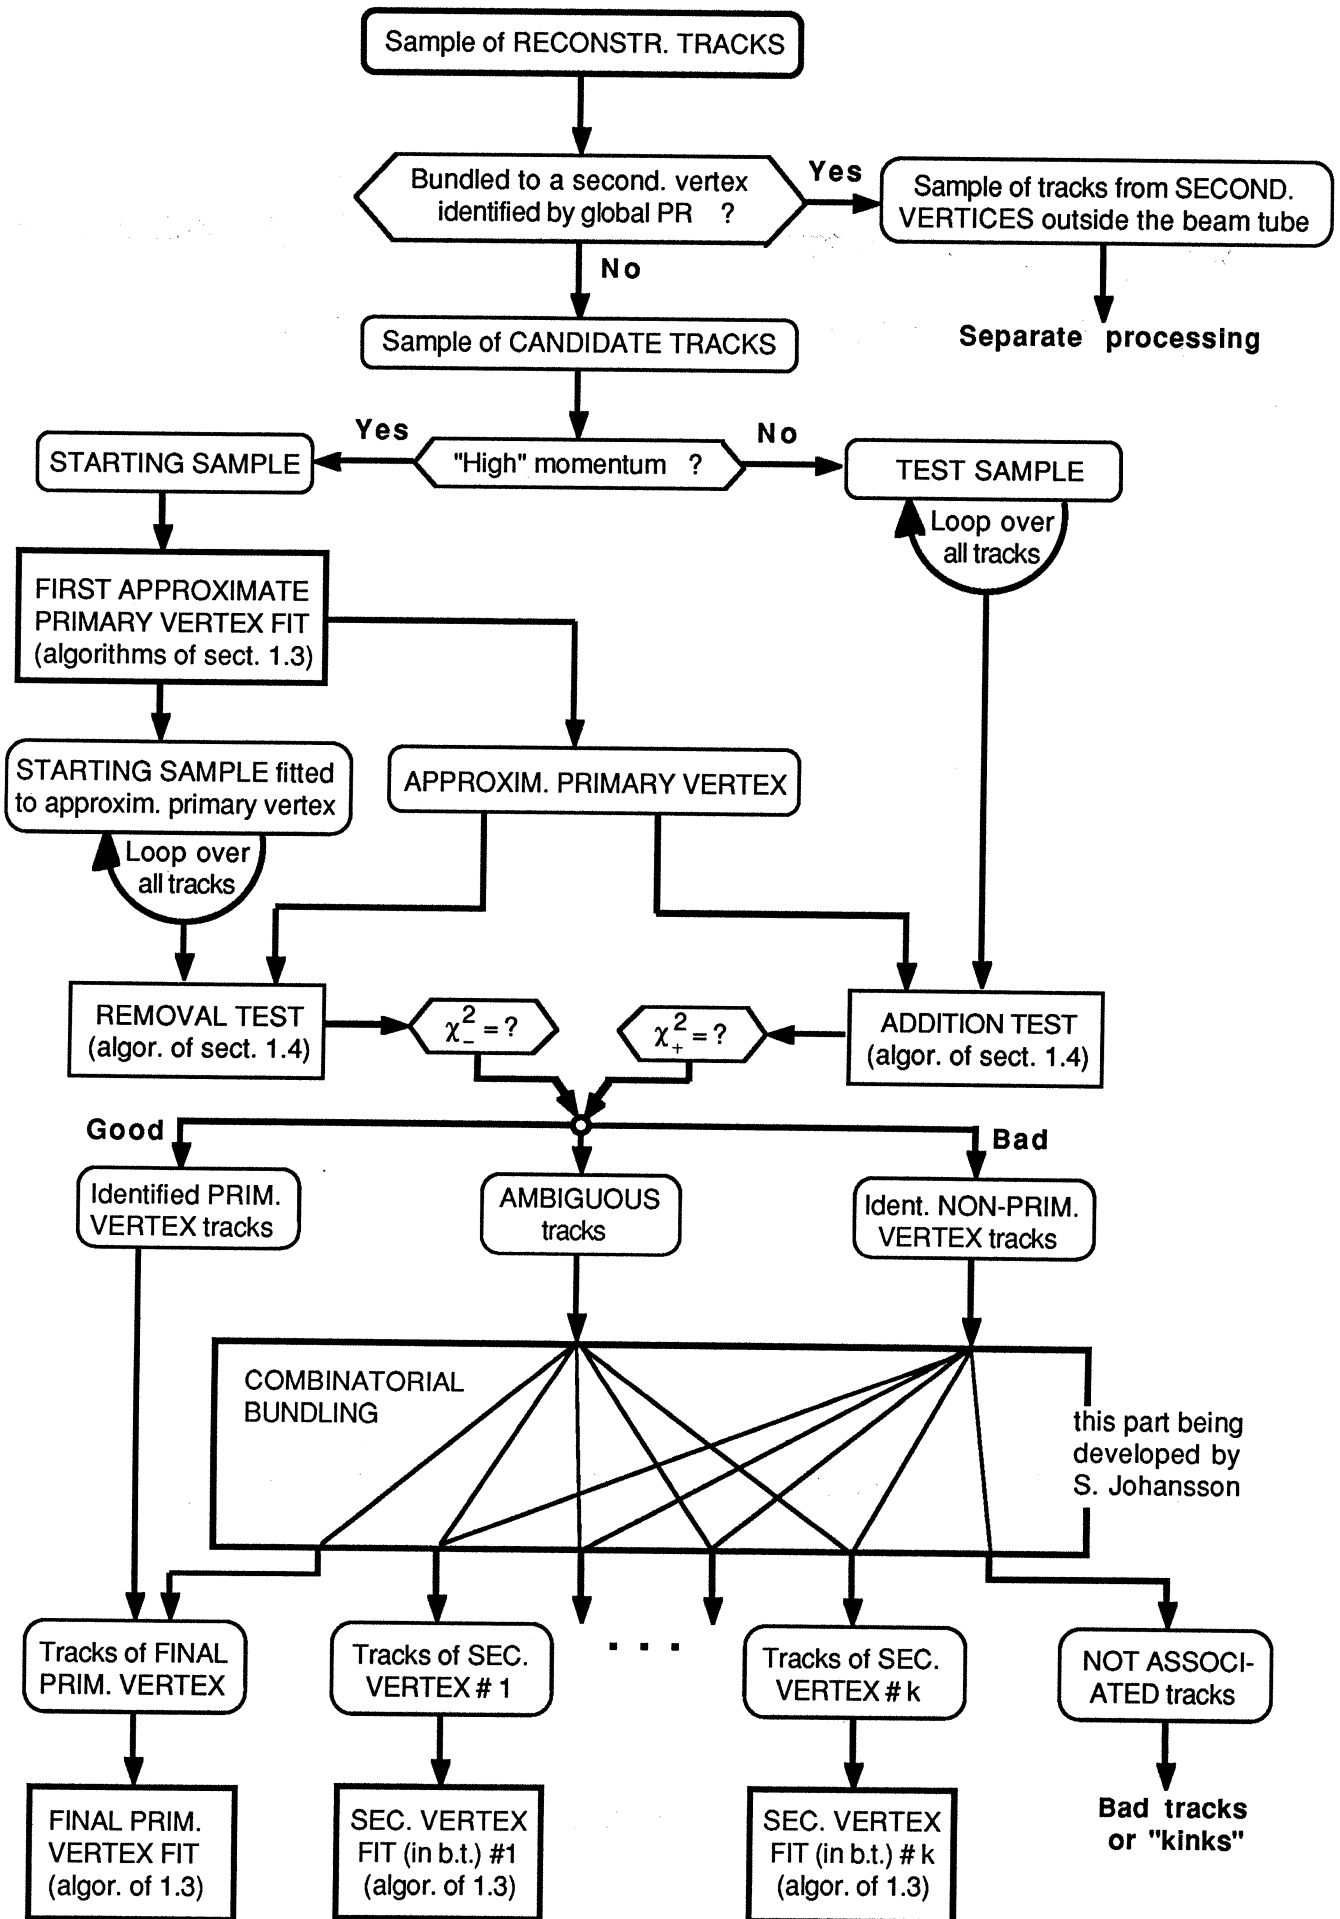 Sample of RECONSTR. TRACKS
Bundled to a second. vertex
identified by global PR ?
Yes
Sample of tracks from SECOND.
VERTICES outside the beam tube
No
Separate processing
Sample of CANDIDATE TRACKS
Yes
No
STARTING SAMPLE
"High" momentum ?
TEST SAMPLE
Loop over
all tracks
FIRST APPROXIMATE
PRIMARY VERTEX FIT
(algorithms of sect. 1.3)
STARTING SAMPLE fitted
to approxim. primary vertex
APPROXIM. PRIMARY VERTEX
Loop over
all tracks
REMOVAL TEST
(algor. of sect. 1.4)
χ²₋ = ?
χ²₊ = ?
ADDITION TEST
(algor. of sect. 1.4)
Good
Bad
Identified PRIM.
VERTEX tracks
AMBIGUOUS
tracks
Ident. NON-PRIM.
VERTEX tracks
COMBINATORIAL
BUNDLING
this part being
developed by
S. Johansson
Tracks of FINAL
PRIM. VERTEX
Tracks of SEC.
VERTEX # 1
. . .
Tracks of SEC.
VERTEX # k
NOT ASSOCI-
ATED tracks
FINAL PRIM.
VERTEX FIT
(algor. of 1.3)
SEC. VERTEX
FIT (in b.t.) #1
(algor. of 1.3)
SEC. VERTEX
FIT (in b.t.) # k
(algor. of 1.3)
Bad tracks
or "kinks"